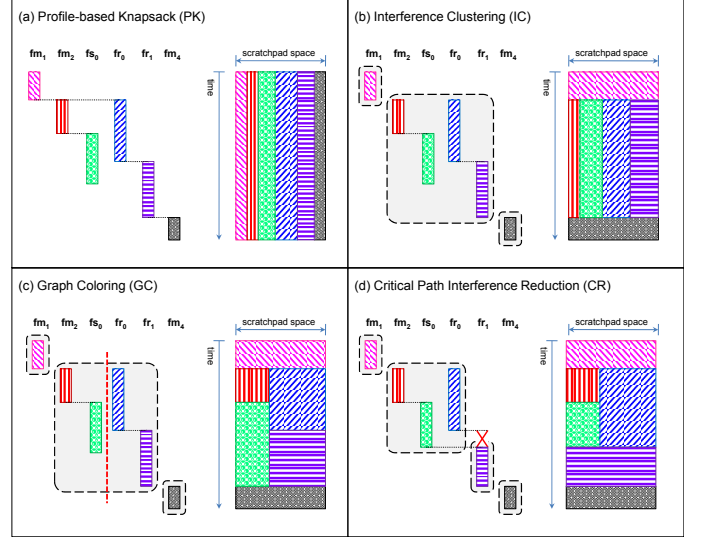 (a) Profile-based Knapsack (PK)
fm1 fm2 fs0 fr0 fr1 fm4
scratchpad space
time
(b) Interference Clustering (IC)
fm1 fm2 fs0 fr0 fr1 fm4
scratchpad space
time
(c) Graph Coloring (GC)
fm1 fm2 fs0 fr0 fr1 fm4
scratchpad space
time
(d) Critical Path Interference Reduction (CR)
fm1 fm2 fs0 fr0 fr1 fm4
scratchpad space
time